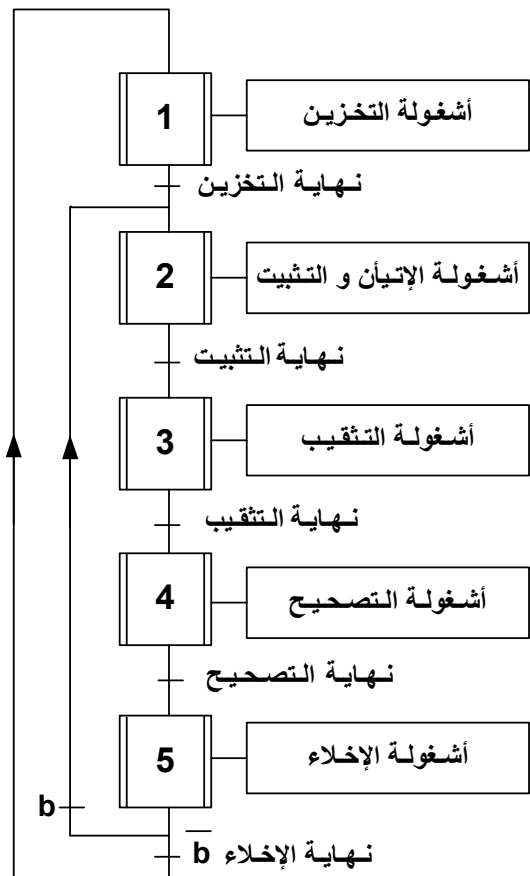 1
أشغولة التخزين
نهاية التخزين
2
أشغولة الإتيأن و التثبيت
نهاية التثبيت
3
أشغولة التثقيب
نهاية التثقيب
4
أشغولة التصحيح
نهاية التصحيح
5
أشغولة الإخلاء
b
b̅ نهاية الإخلاء